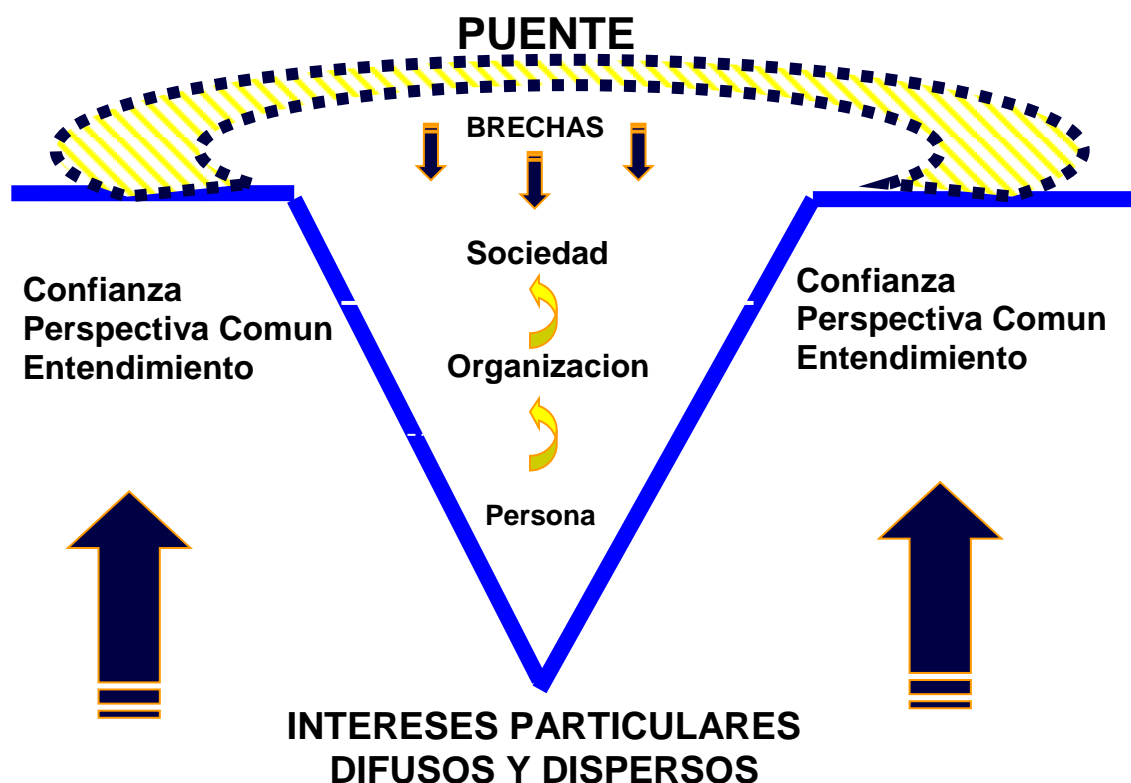 PUENTE
BRECHAS
Sociedad
Confianza
Perspectiva Comun
Entendimiento
Confianza
Perspectiva Comun
Entendimiento
Organizacion
Persona
INTERESES PARTICULARES
DIFUSOS Y DISPERSOS